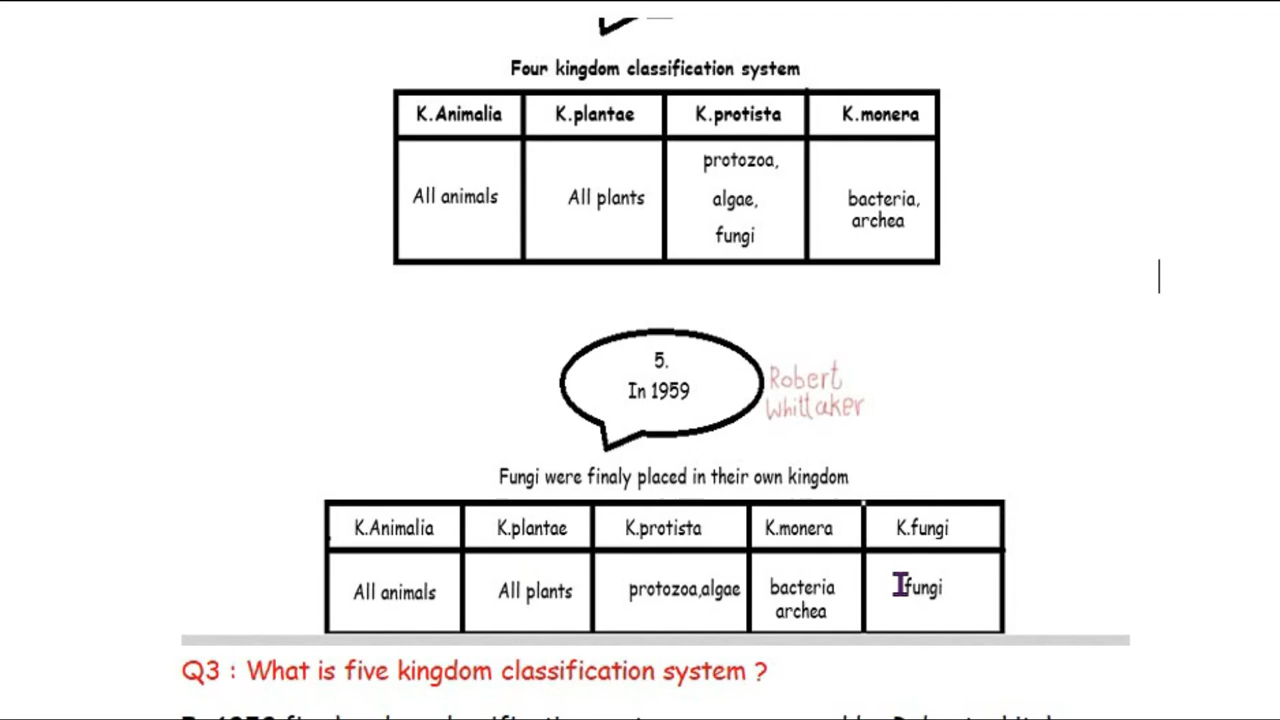 Four kingdom classification system
K.Animalia K.plantae K.protista K.monera
protozoa,
All animals All plants algae, bacteria,
archea
fungi
5.
In 1959
Robert
Whittaker
Fungi were finaly placed in their own kingdom
K.Animalia K.plantae K.protista K.monera K.fungi
All animals All plants protozoa,algae bacteria fungi
archea
Q3 : What is five kingdom classification system ?